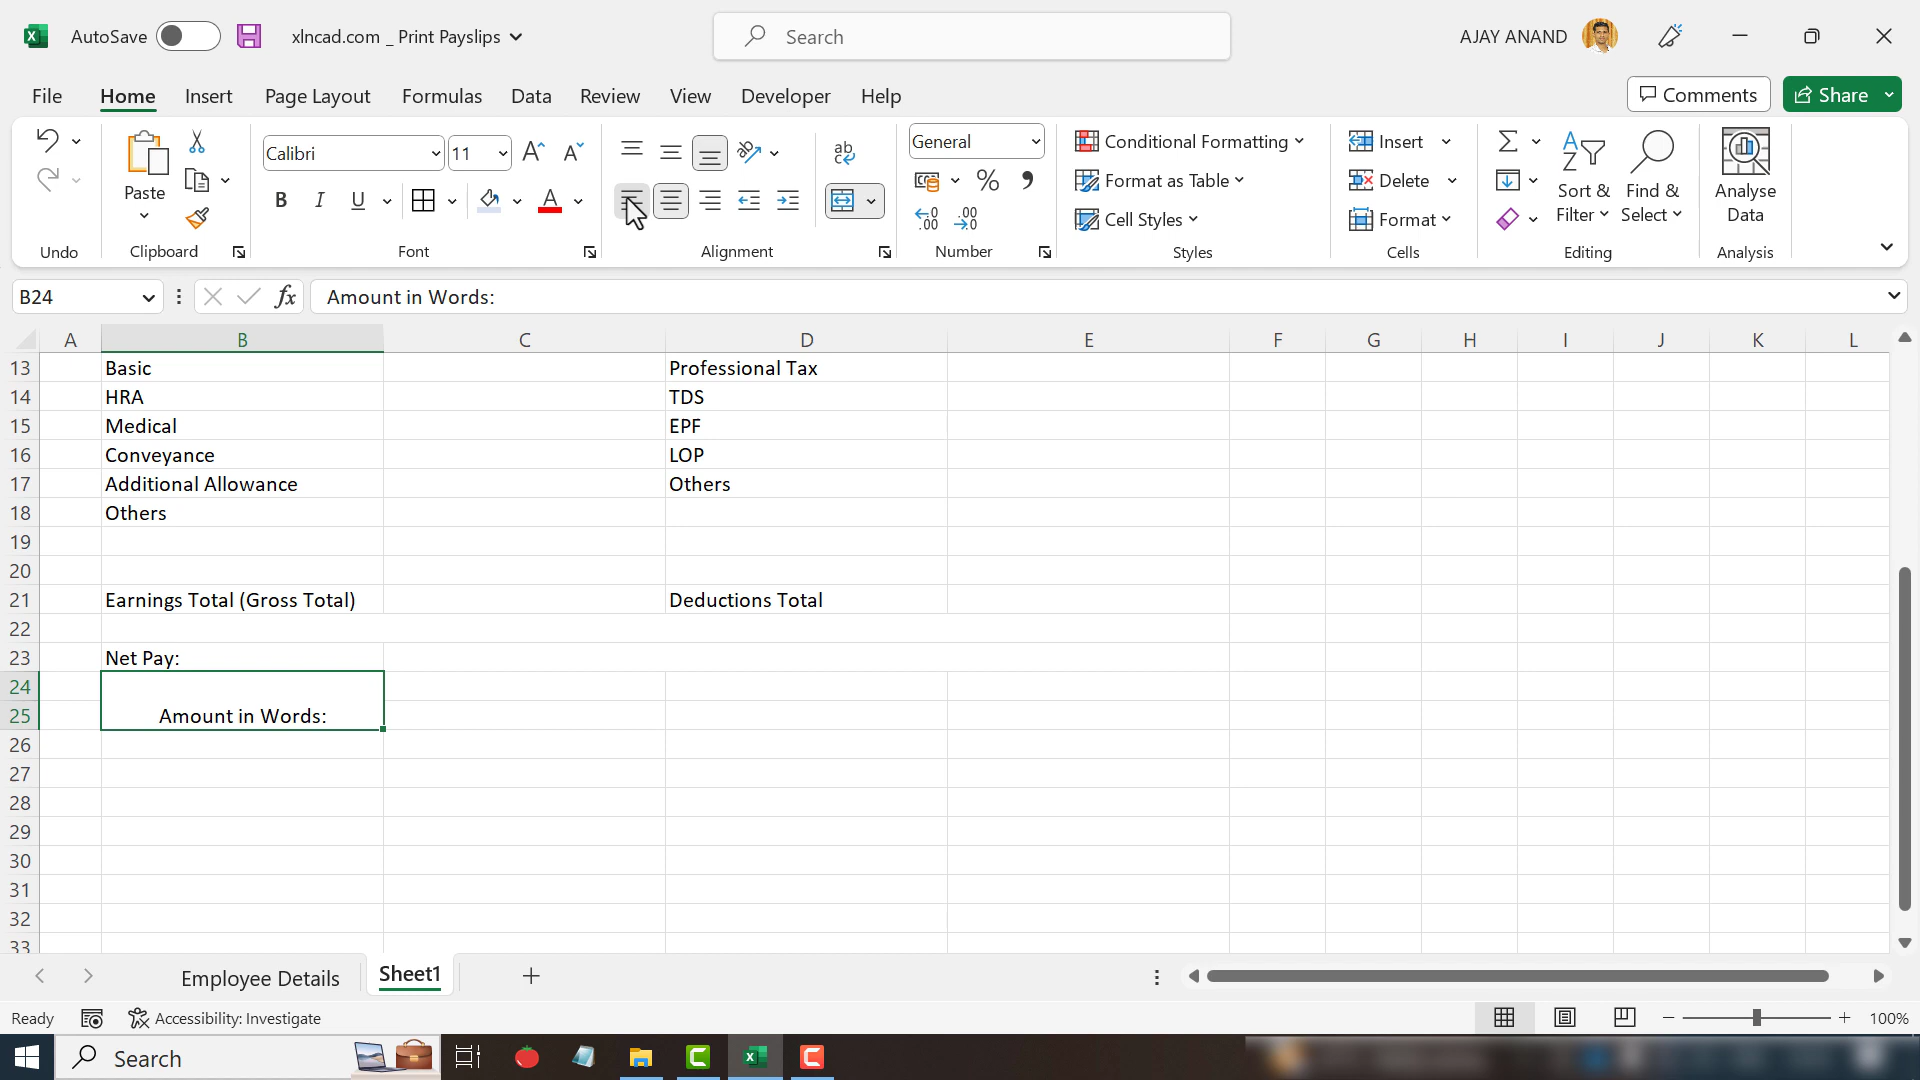 AutoSave
xlncad.com _ Print Payslips
Search
AJAY ANAND
File Home Insert Page Layout Formulas Data Review View Developer Help
Comments Share
Paste
Calibri 11
B I U A
ab
General
% ,
Conditional Formatting
Format as Table
Cell Styles
Insert
Delete
Format
Sort & Filter
Find & Select
Analyse Data
Undo Clipboard Font Alignment Number Styles Cells Editing Analysis
B24 fx Amount in Words:
A B C D E F G H I J K L
13 Basic Professional Tax
14 HRA TDS
15 Medical EPF
16 Conveyance LOP
17 Additional Allowance Others
18 Others
19
20
21 Earnings Total (Gross Total) Deductions Total
22
23 Net Pay:
24
25 Amount in Words:
26
27
28
29
30
31
32
33
Employee Details Sheet1
Ready Accessibility: Investigate 100%
Search